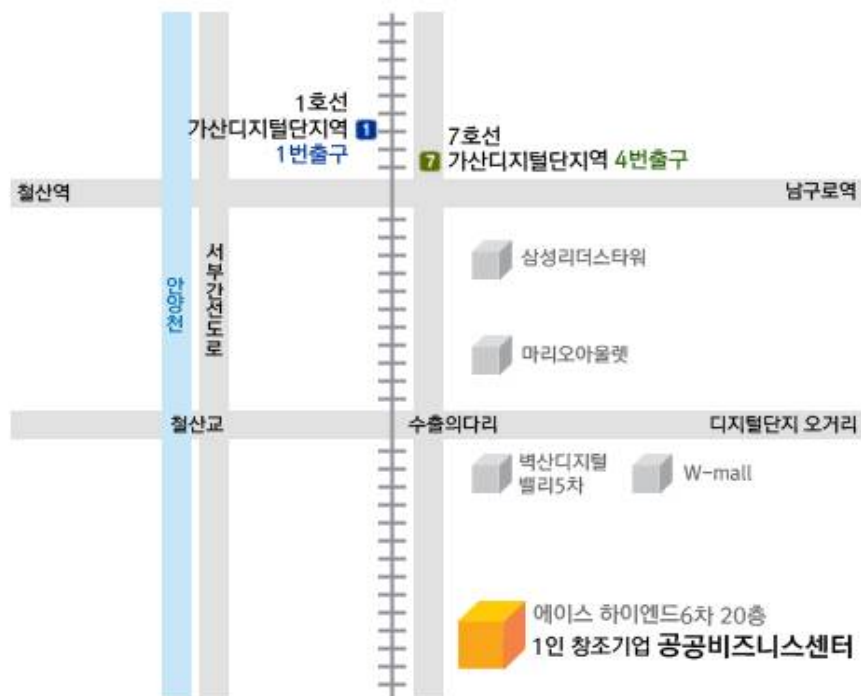 1호선
가산디지털단지역 1
1번출구
7호선
7 가산디지털단지역 4번출구
철산역
남구로역
안양천
서부간선도로
삼성리더스타워
마리오아울렛
철산교
수출의다리
디지털단지 오거리
벽산디지털
밸리5차
W-mall
에이스 하이엔드6차 20층
1인 창조기업 공공비즈니스센터